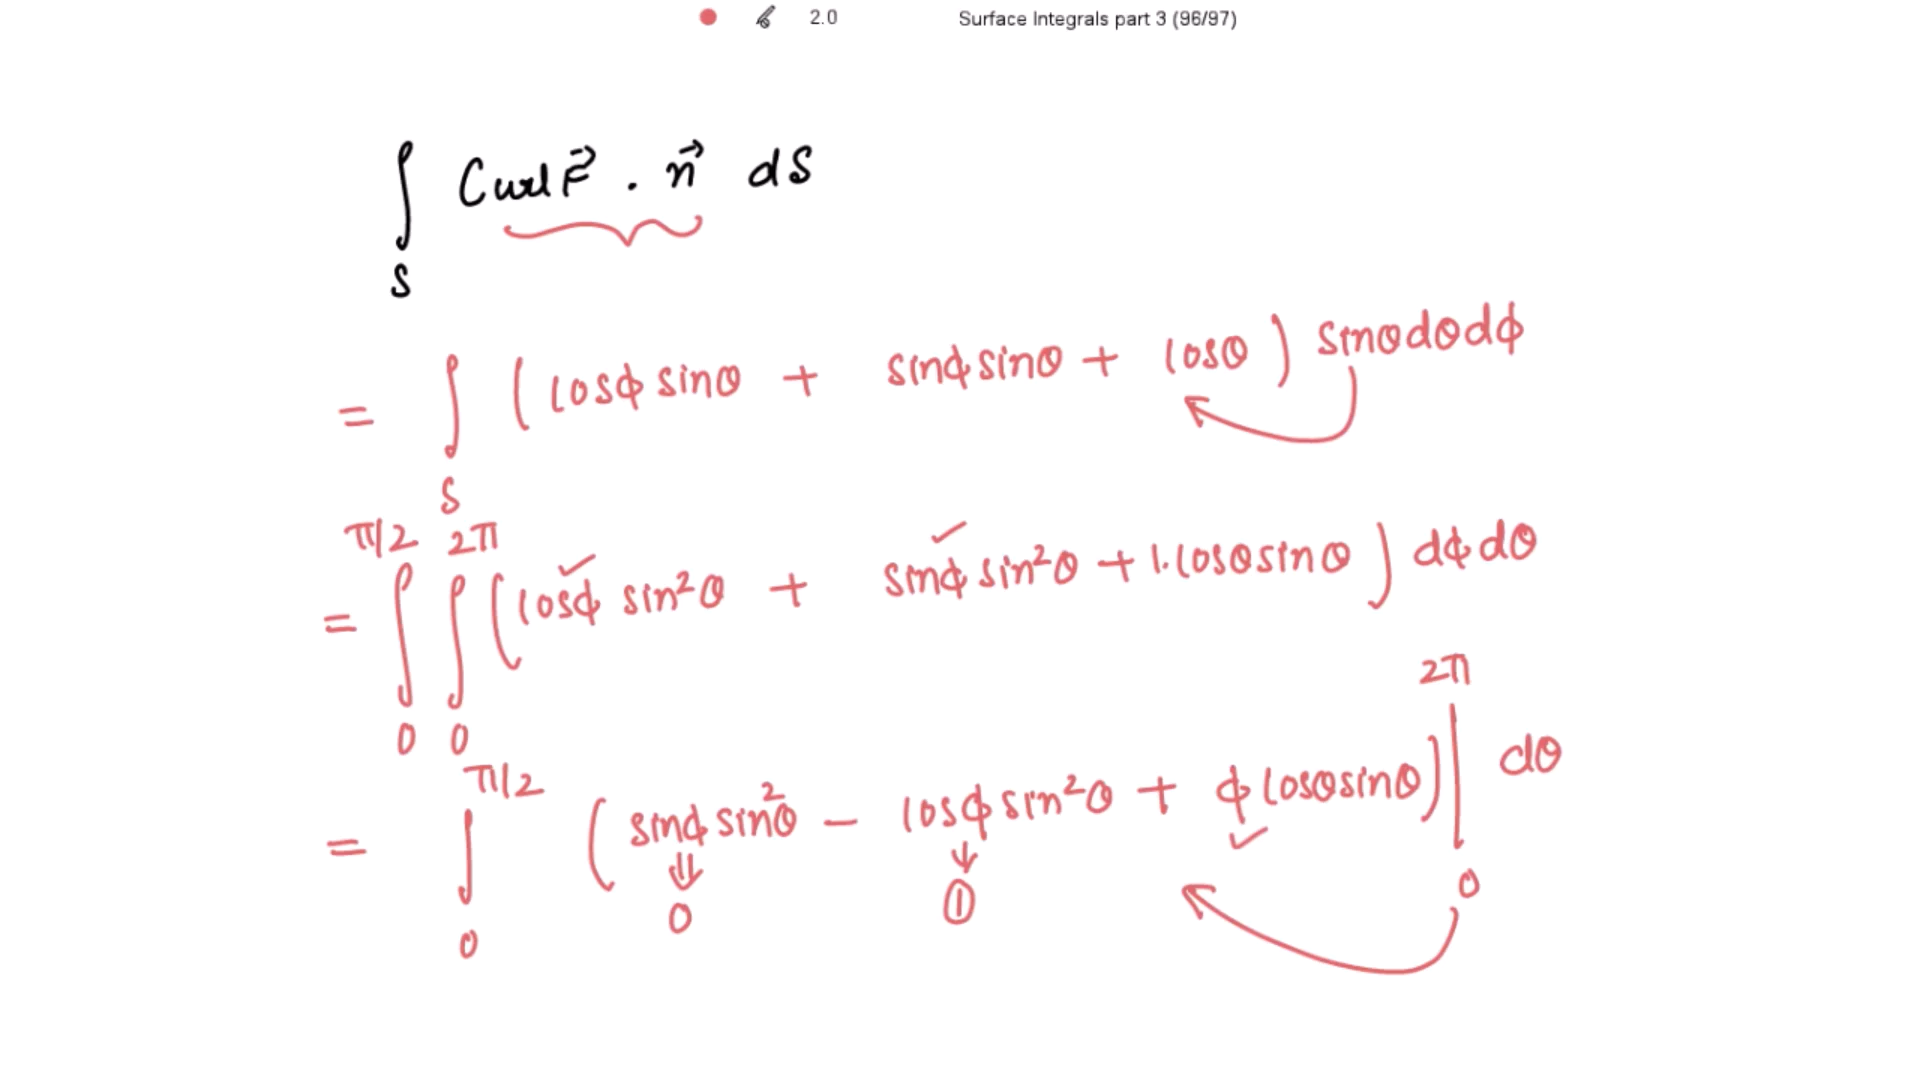 2.0 Surface Integrals part 3 (96/97)
∫ Curl F⃗ . n⃗ dS
S
= ∫ (cosφ sinθ + sinφ sinθ + cosθ) sinθ dθ dφ
S
π/2 2π
= ∫ ∫ (cosφ sin²θ + sinφ sin²θ + 1.cosθ sinθ) dφ dθ
0 0
π/2 2π
= ∫ (sinφ sin²θ − cosφ sin²θ + φ cosθ sinθ)| dθ
0 0 1 0